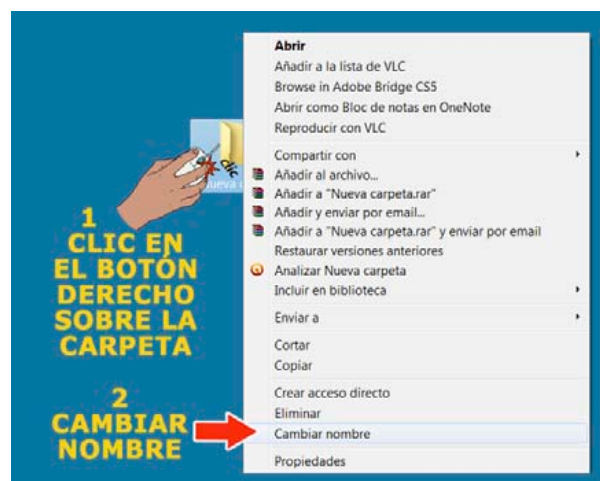 Abrir
Añadir a la lista de VLC
Browse in Adobe Bridge CS5
Abrir como Bloc de notas en OneNote
Reproducir con VLC
Compartir con
Añadir al archivo...
Añadir a "Nueva carpeta.rar"
Añadir y enviar por email...
Añadir a "Nueva carpeta.rar" y enviar por email
Restaurar versiones anteriores
Analizar Nueva carpeta
Incluir en biblioteca
Enviar a
Cortar
Copiar
Crear acceso directo
Eliminar
Cambiar nombre
Propiedades
clic
Nueva
1
CLIC EN
EL BOTÓN
DERECHO
SOBRE LA
CARPETA
2
CAMBIAR
NOMBRE